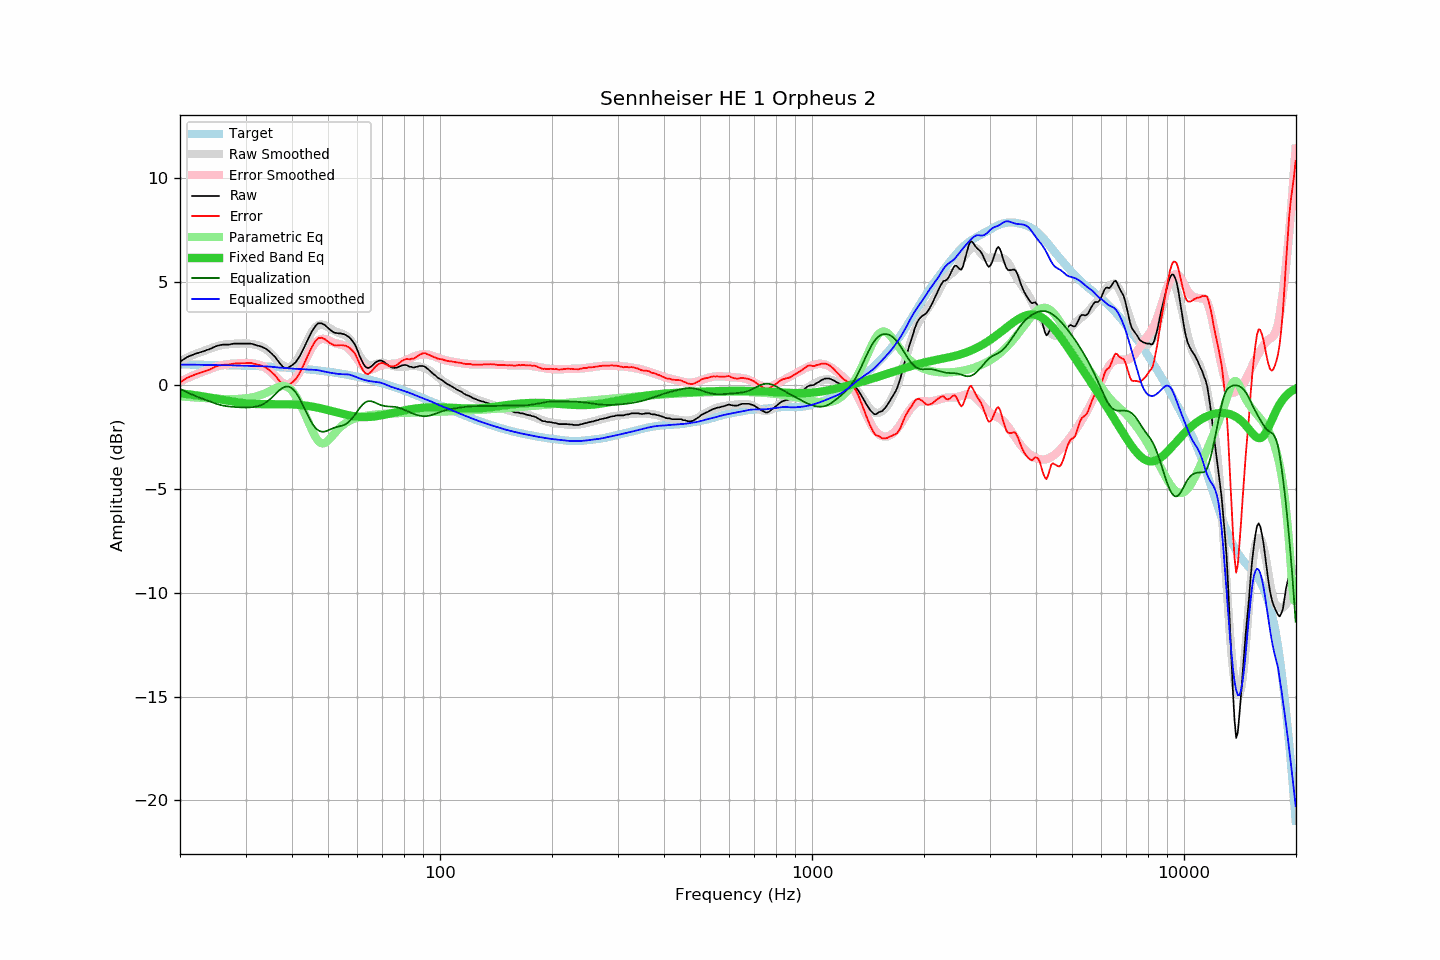 Sennheiser HE 1 Orpheus 2
Target
Raw Smoothed
Error Smoothed
Raw
Error
Parametric Eq
Fixed Band Eq
Equalization
Equalized smoothed
10
5
0
−5
−10
−15
−20
Amplitude (dBr)
100
1000
10000
Frequency (Hz)